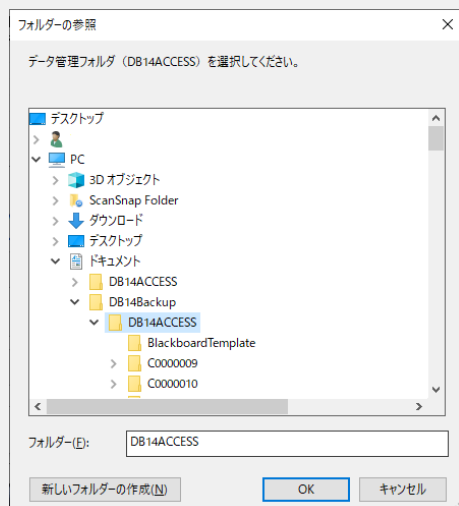 フォルダーの参照
データ管理フォルダ（DB14ACCESS）を選択してください。
デスクトップ
PC
3D オブジェクト
ScanSnap Folder
ダウンロード
デスクトップ
ドキュメント
DB14ACCESS
DB14Backup
DB14ACCESS
BlackboardTemplate
C0000009
C0000010
フォルダー(F): DB14ACCESS
新しいフォルダーの作成(N) OK キャンセル